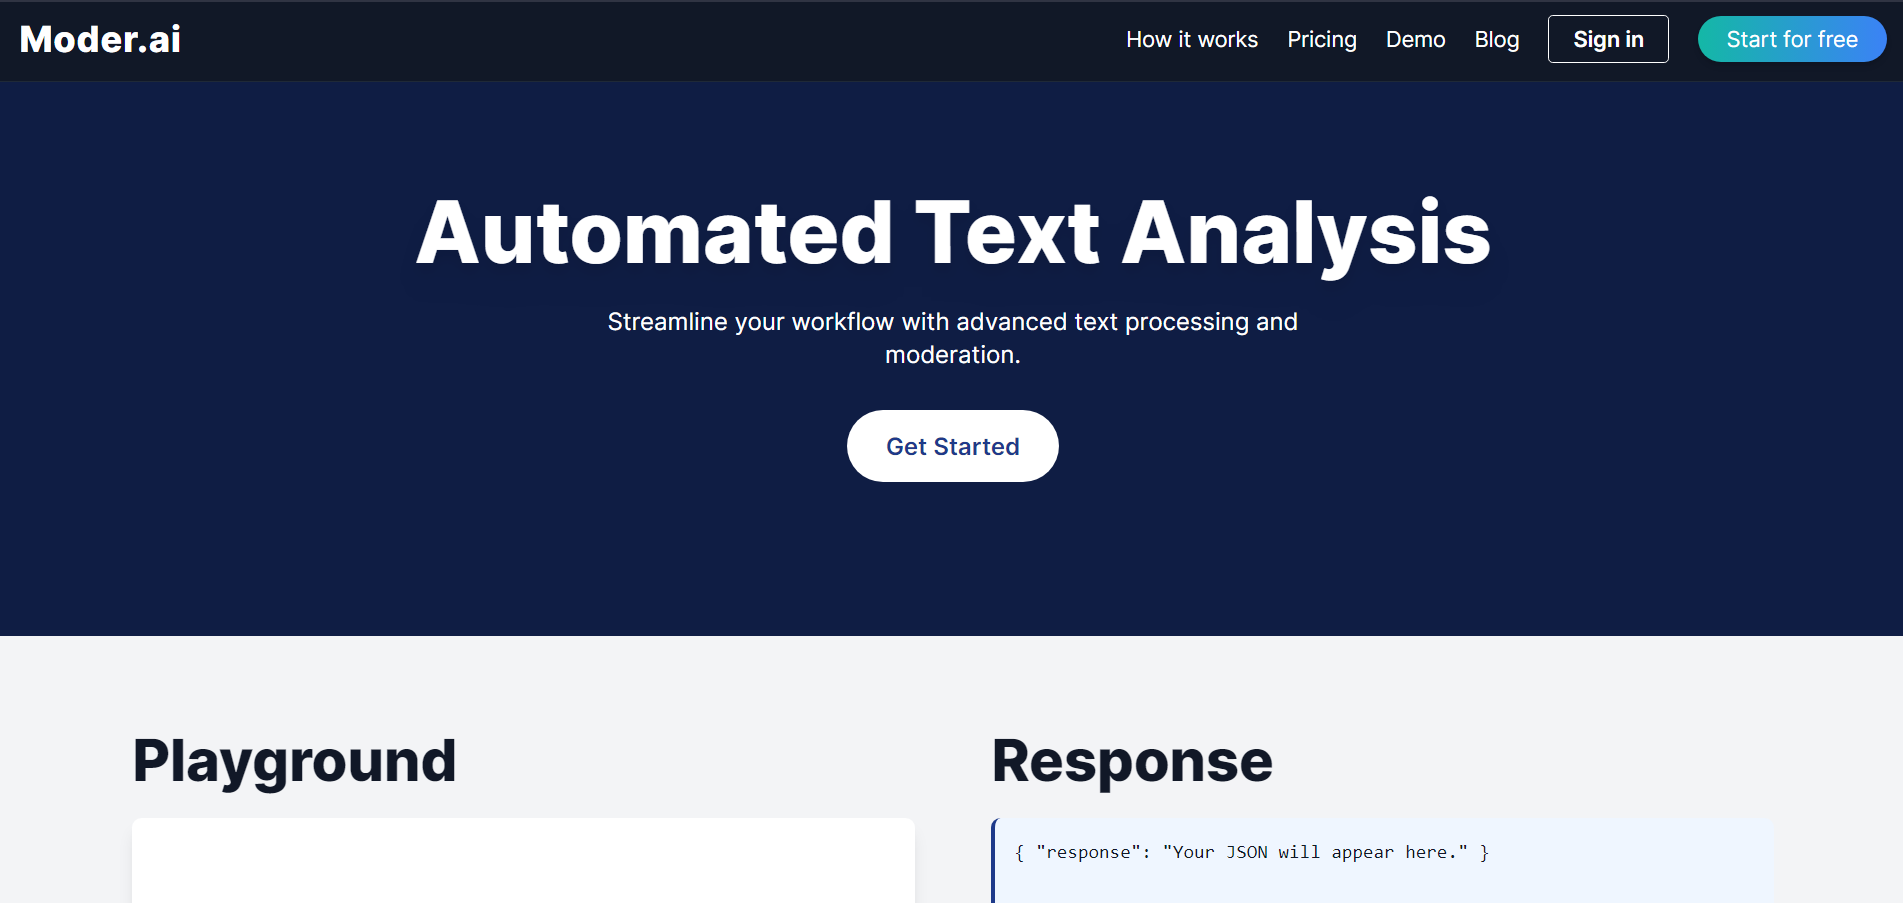 Moder.ai
How it works
Pricing
Demo
Blog
Sign in
Start for free
Automated Text Analysis
Streamline your workflow with advanced text processing and
moderation.
Get Started
Playground
Response
{ "response": "Your JSON will appear here." }